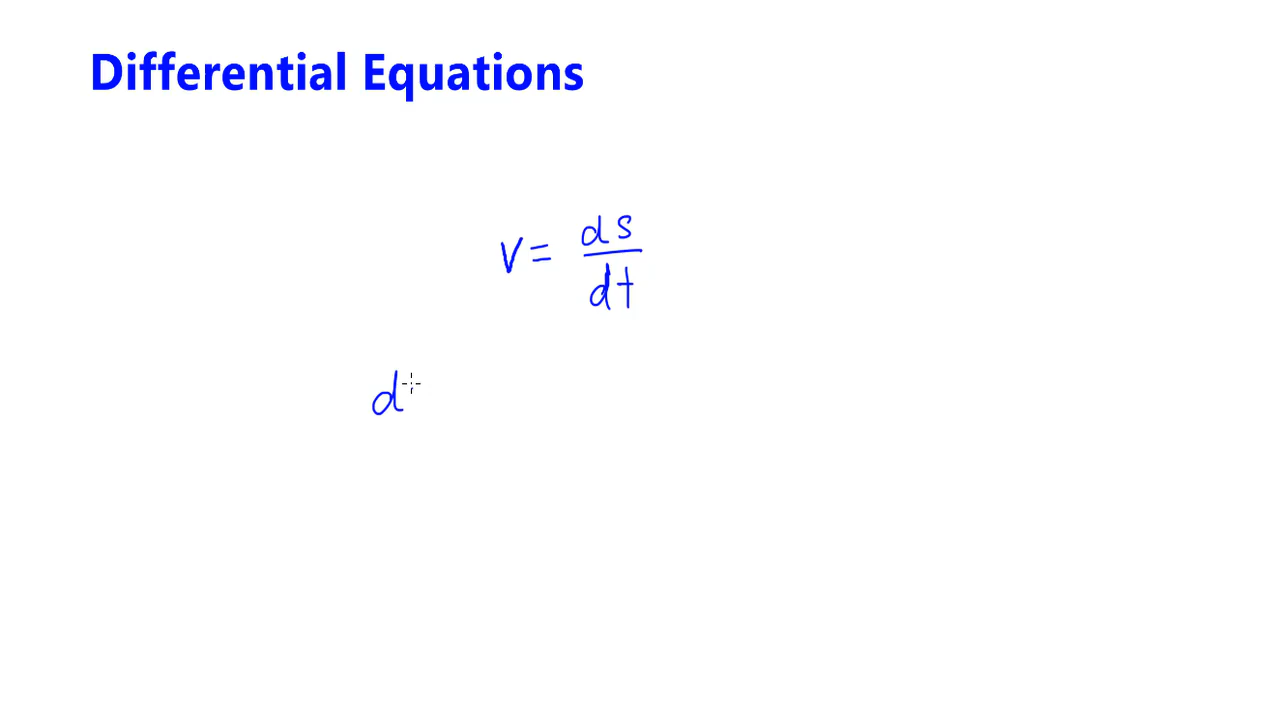 Differential Equations
v = ds/dt
d